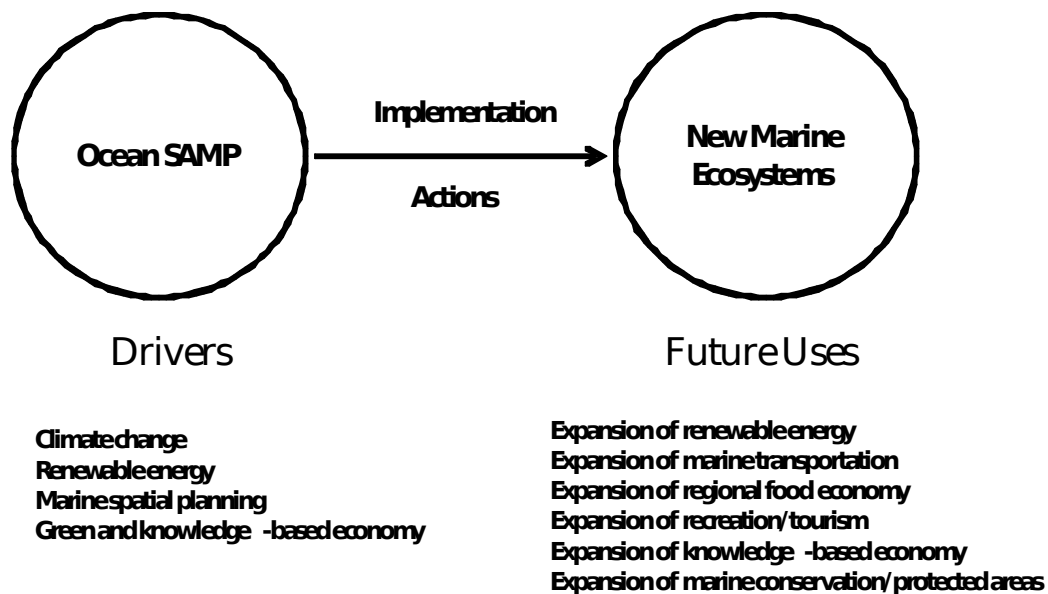 Ocean SAMP
Implementation
Actions
New Marine
Ecosystems
Drivers
Future Uses
Climate change
Renewable energy
Marine spatial planning
Green and knowledge -based economy
Expansion of renewable energy
Expansion of marine transportation
Expansion of regional food economy
Expansion of recreation/tourism
Expansion of knowledge -based economy
Expansion of marine conservation/protected areas